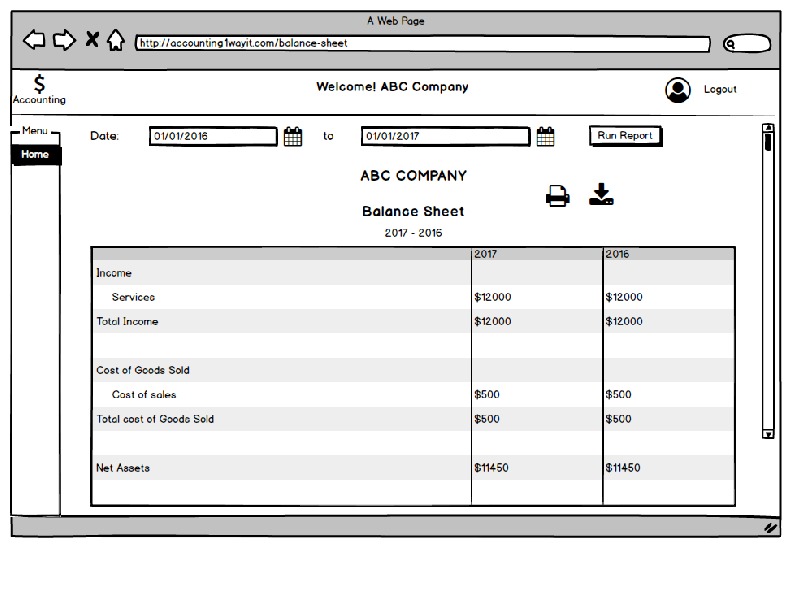 A Web Page
http://accounting1wayit.com/balance-sheet
$
Accounting
Welcome! ABC Company
Logout
Menu
Home
Date: 01/01/2016 to 01/01/2017 Run Report
ABC COMPANY
Balance Sheet
2017 - 2016
2017 2016
Income
Services $12000 $12000
Total Income $12000 $12000
Cost of Goods Sold
Cost of sales $500 $500
Total cost of Goods Sold $500 $500
Net Assets $11450 $11450